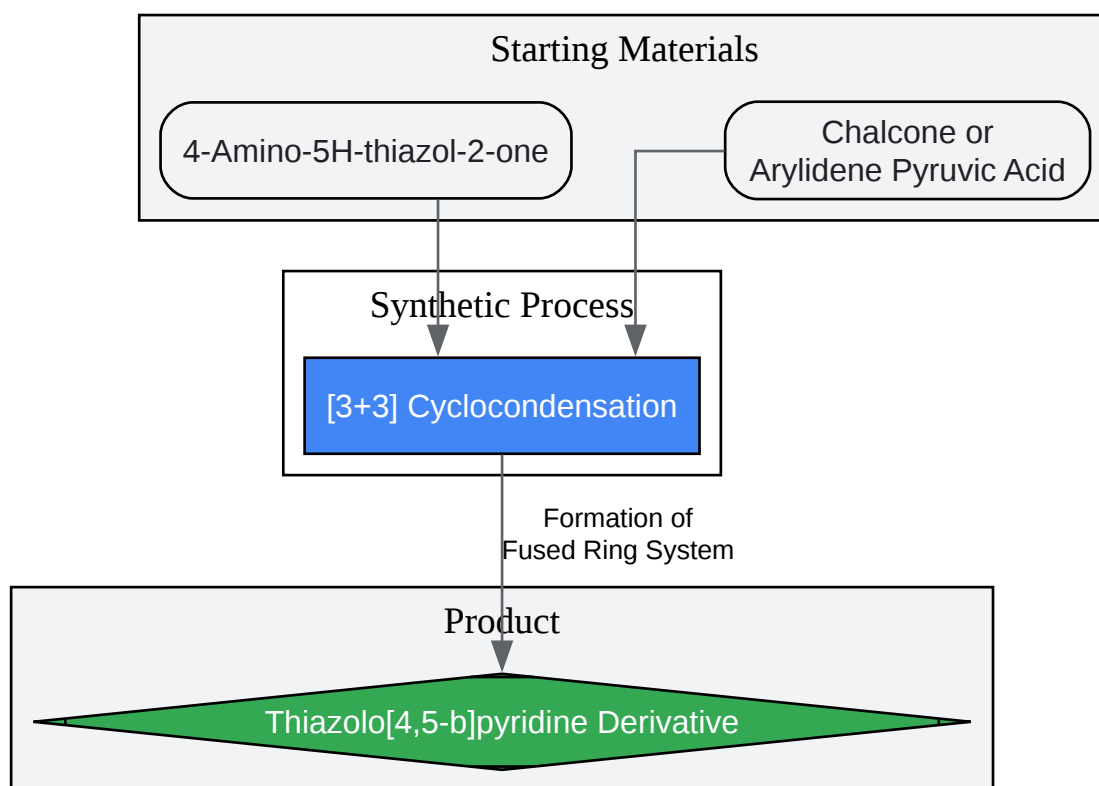 Starting Materials
4-Amino-5H-thiazol-2-one
Chalcone or
Arylidene Pyruvic Acid
Synthetic Process
[3+3] Cyclocondensation
Formation of
Fused Ring System
Product
Thiazolo[4,5-b]pyridine Derivative